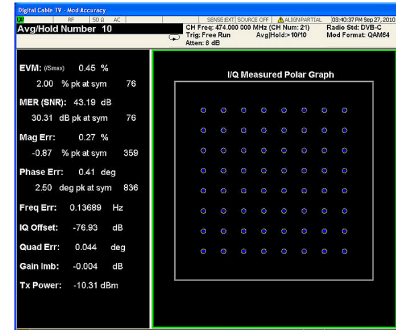 Digital Cable TV - Mod Accuracy
RF 50 Ω AC SENSE:EXT SOURCE OFF ALIGN PARTIAL 03:40:37 PM Sep 27, 2010
Avg/Hold Number 10
CH Freq: 474.000 000 MHz (CH Num: 21) Radio Std: DVB-C
Trig: Free Run Avg|Hold:>10/10 Mod Format: QAM64
Atten: 8 dB
EVM: (/Smax) 0.45 %
2.00 % pk at sym 76
MER (SNR): 43.19 dB
30.31 dB pk at sym 76
Mag Err: 0.27 %
-0.87 % pk at sym 359
Phase Err: 0.41 deg
2.50 deg pk at sym 836
Freq Err: 0.13689 Hz
IQ Offset: -76.93 dB
Quad Err: 0.044 deg
Gain Imb: -0.004 dB
Tx Power: -10.31 dBm
I/Q Measured Polar Graph